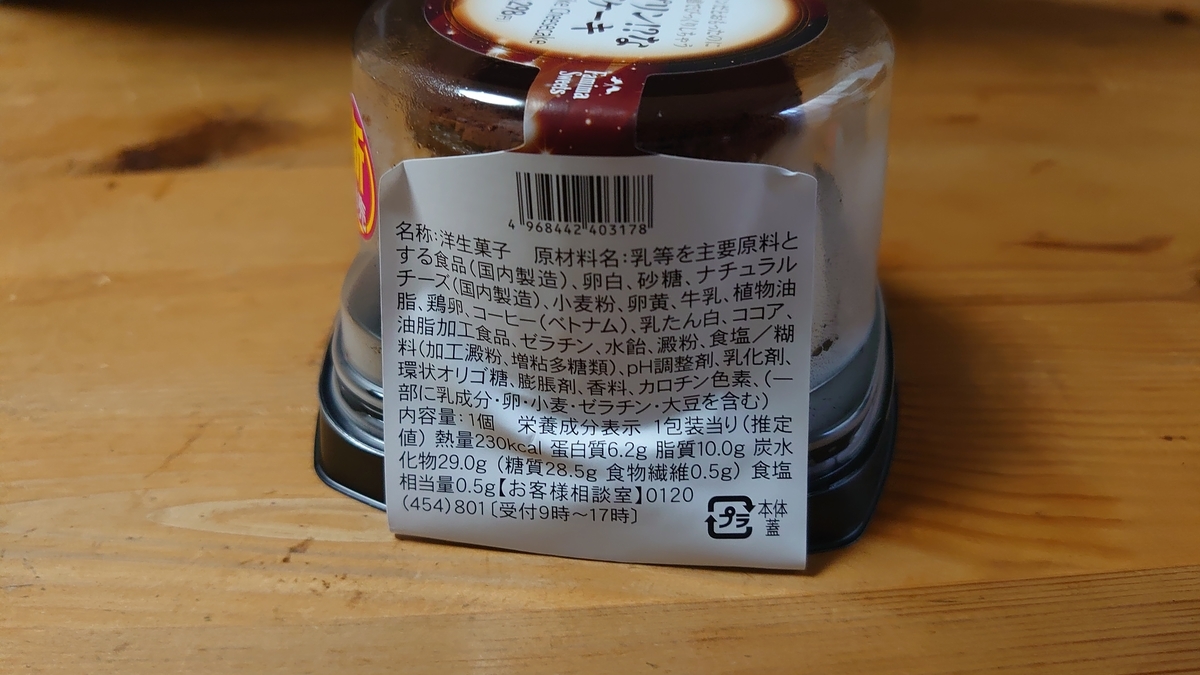 プリン!?な
ケーキ
Cheesecake
298
Famima
Sweets
新
4 968442 403178
名称:洋生菓子 原材料名:乳等を主要原料と
する食品(国内製造)、卵白、砂糖、ナチュラル
チーズ(国内製造)、小麦粉、卵黄、牛乳、植物油
脂、鶏卵、コーヒー(ベトナム)、乳たん白、ココア、
油脂加工食品、ゼラチン、水飴、澱粉、食塩/糊
料(加工澱粉、増粘多糖類)、pH調整剤、乳化剤、
環状オリゴ糖、膨脹剤、香料、カロチン色素、(一
部に乳成分・卵・小麦・ゼラチン・大豆を含む)
内容量:1個 栄養成分表示 1包装当り(推定
値) 熱量230kcal 蛋白質6.2g 脂質10.0g 炭水
化物29.0g (糖質28.5g 食物繊維0.5g) 食塩
相当量0.5g【お客様相談室】0120
(454)801〔受付9時~17時〕
プラ
本体
蓋